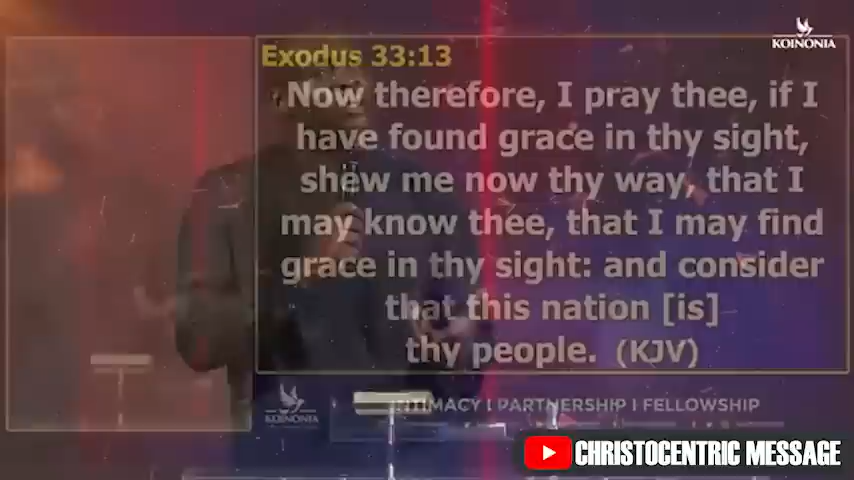 KOINONIA
Exodus 33:13
Now therefore, I pray thee, if I
have found grace in thy sight,
shew me now thy way, that I
may know thee, that I may find
grace in thy sight: and consider
that this nation [is]
thy people. (KJV)
KOINONIA
INTIMACY I PARTNERSHIP I FELLOWSHIP
CHRISTOCENTRIC MESSAGE